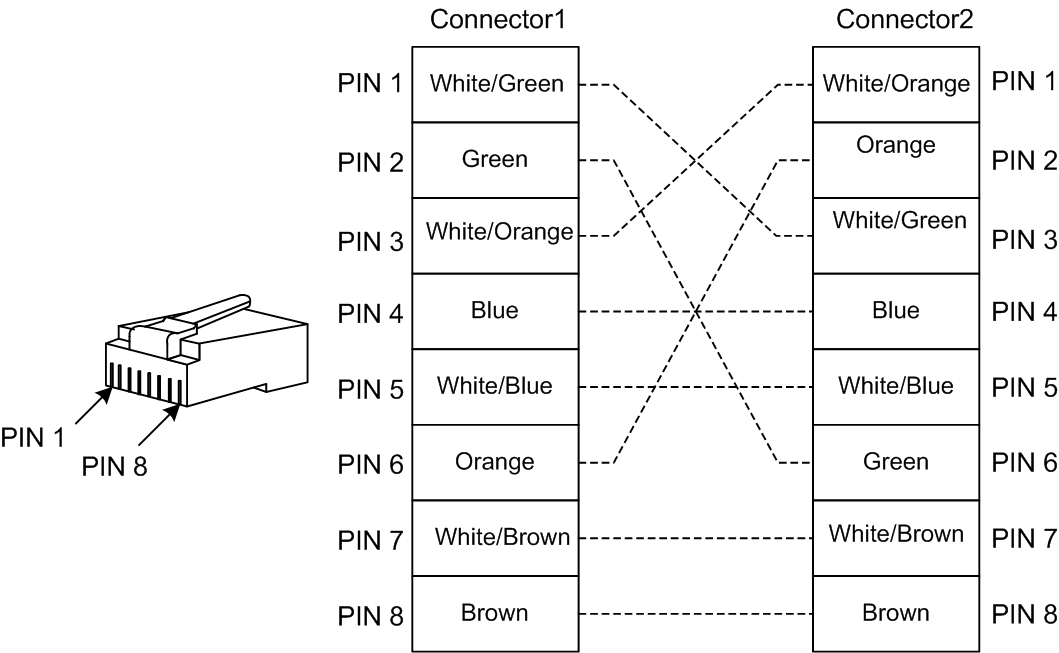 Connector1 Connector2
PIN 1 White/Green White/Orange PIN 1
PIN 2 Green Orange PIN 2
PIN 3 White/Orange White/Green PIN 3
PIN 4 Blue Blue PIN 4
PIN 5 White/Blue White/Blue PIN 5
PIN 6 Orange Green PIN 6
PIN 7 White/Brown White/Brown PIN 7
PIN 8 Brown Brown PIN 8
PIN 1
PIN 8